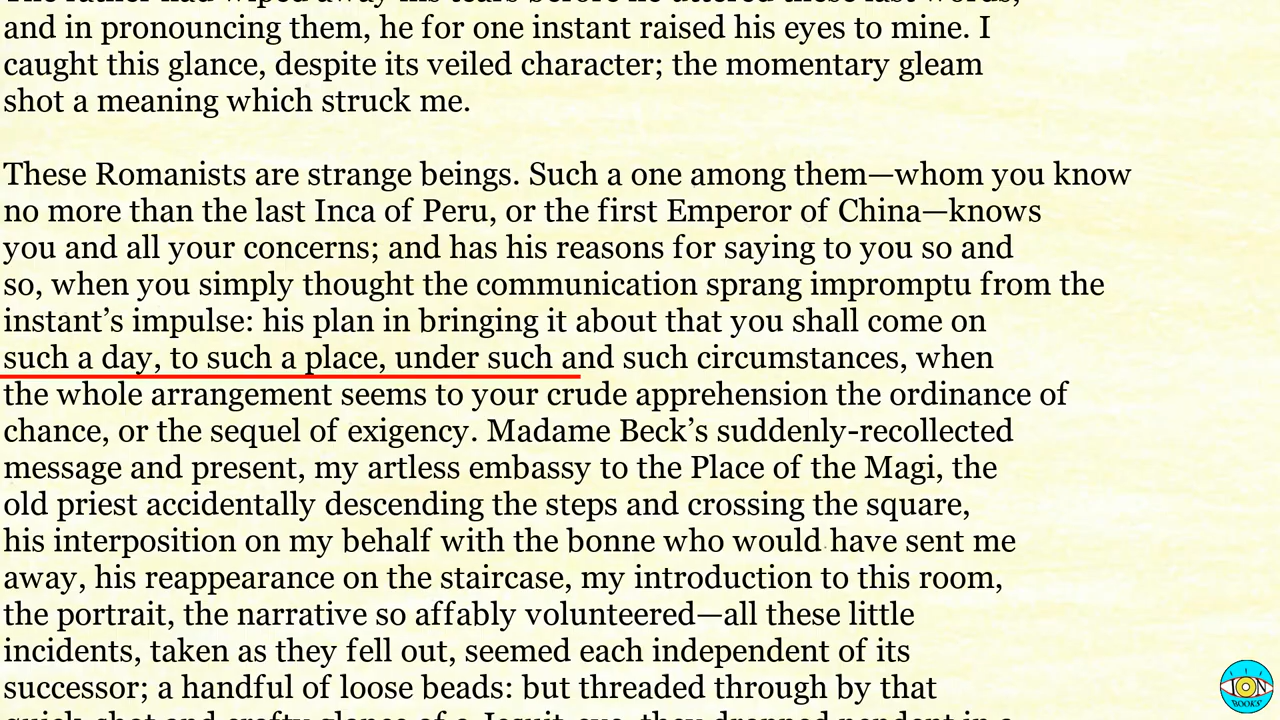 and in pronouncing them, he for one instant raised his eyes to mine. I
caught this glance, despite its veiled character; the momentary gleam
shot a meaning which struck me.
These Romanists are strange beings. Such a one among them—whom you know
no more than the last Inca of Peru, or the first Emperor of China—knows
you and all your concerns; and has his reasons for saying to you so and
so, when you simply thought the communication sprang impromptu from the
instant’s impulse: his plan in bringing it about that you shall come on
such a day, to such a place, under such and such circumstances, when
the whole arrangement seems to your crude apprehension the ordinance of
chance, or the sequel of exigency. Madame Beck’s suddenly-recollected
message and present, my artless embassy to the Place of the Magi, the
old priest accidentally descending the steps and crossing the square,
his interposition on my behalf with the bonne who would have sent me
away, his reappearance on the staircase, my introduction to this room,
the portrait, the narrative so affably volunteered—all these little
incidents, taken as they fell out, seemed each independent of its
successor; a handful of loose beads: but threaded through by that
ION
BOOKS